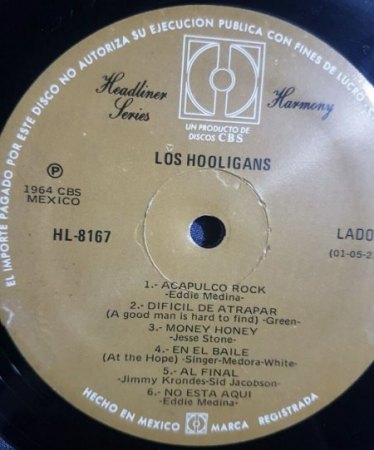 EL IMPORTE PAGADO POR ESTE DISCO NO AUTORIZA SU EJECUCION PUBLICA CON FINES DE LUCRO
Headliner
Series
Harmony
UN PRODUCTO DE
DISCOS CBS
LOS HOOLIGANS
P
1964 CBS
MEXICO
HL-8167
LADO
(01-05-2
1.- ACAPULCO ROCK
-Eddie Medina-
2.- DIFICIL DE ATRAPAR
(A good man is hard to find) -Green-
3.- MONEY HONEY
-Jesse Stone-
4.- EN EL BAILE
(At the Hope) -Singer-Medora-White-
5.- AL FINAL
-Jimmy Krondes-Sid Jacobson-
6.- NO ESTA AQUI
-Eddie Medina-
HECHO EN MEXICO MARCA REGISTRADA